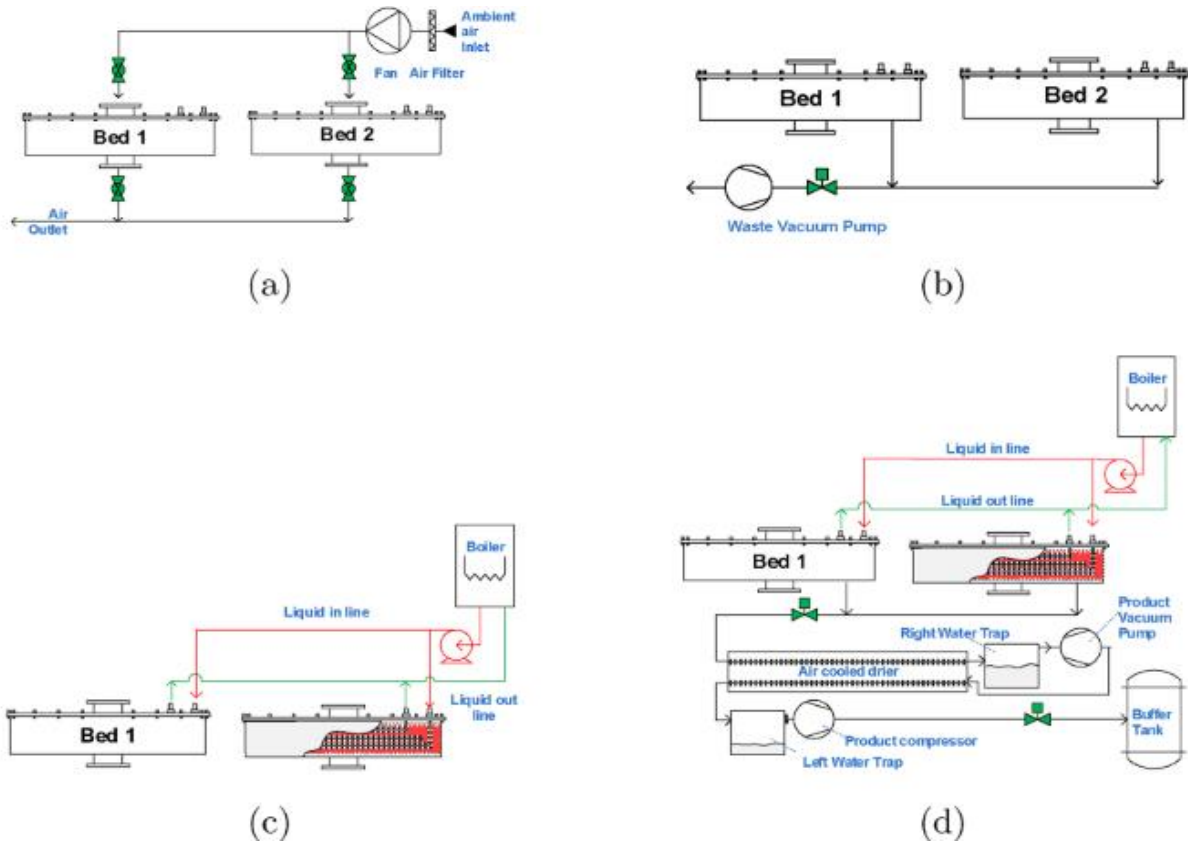 Ambient
air
Inlet
Fan
Air Filter
Bed 1
Bed 2
Air
Outlet
(a)
Bed 1
Bed 2
Waste Vacuum Pump
(b)
Boiler
Liquid in line
Liquid out
line
Bed 1
(c)
Boiler
Liquid in line
Liquid out line
Bed 1
Product
Vacuum
Pump
Right Water Trap
Air cooled drier
Buffer
Tank
Product compressor
Left Water Trap
(d)